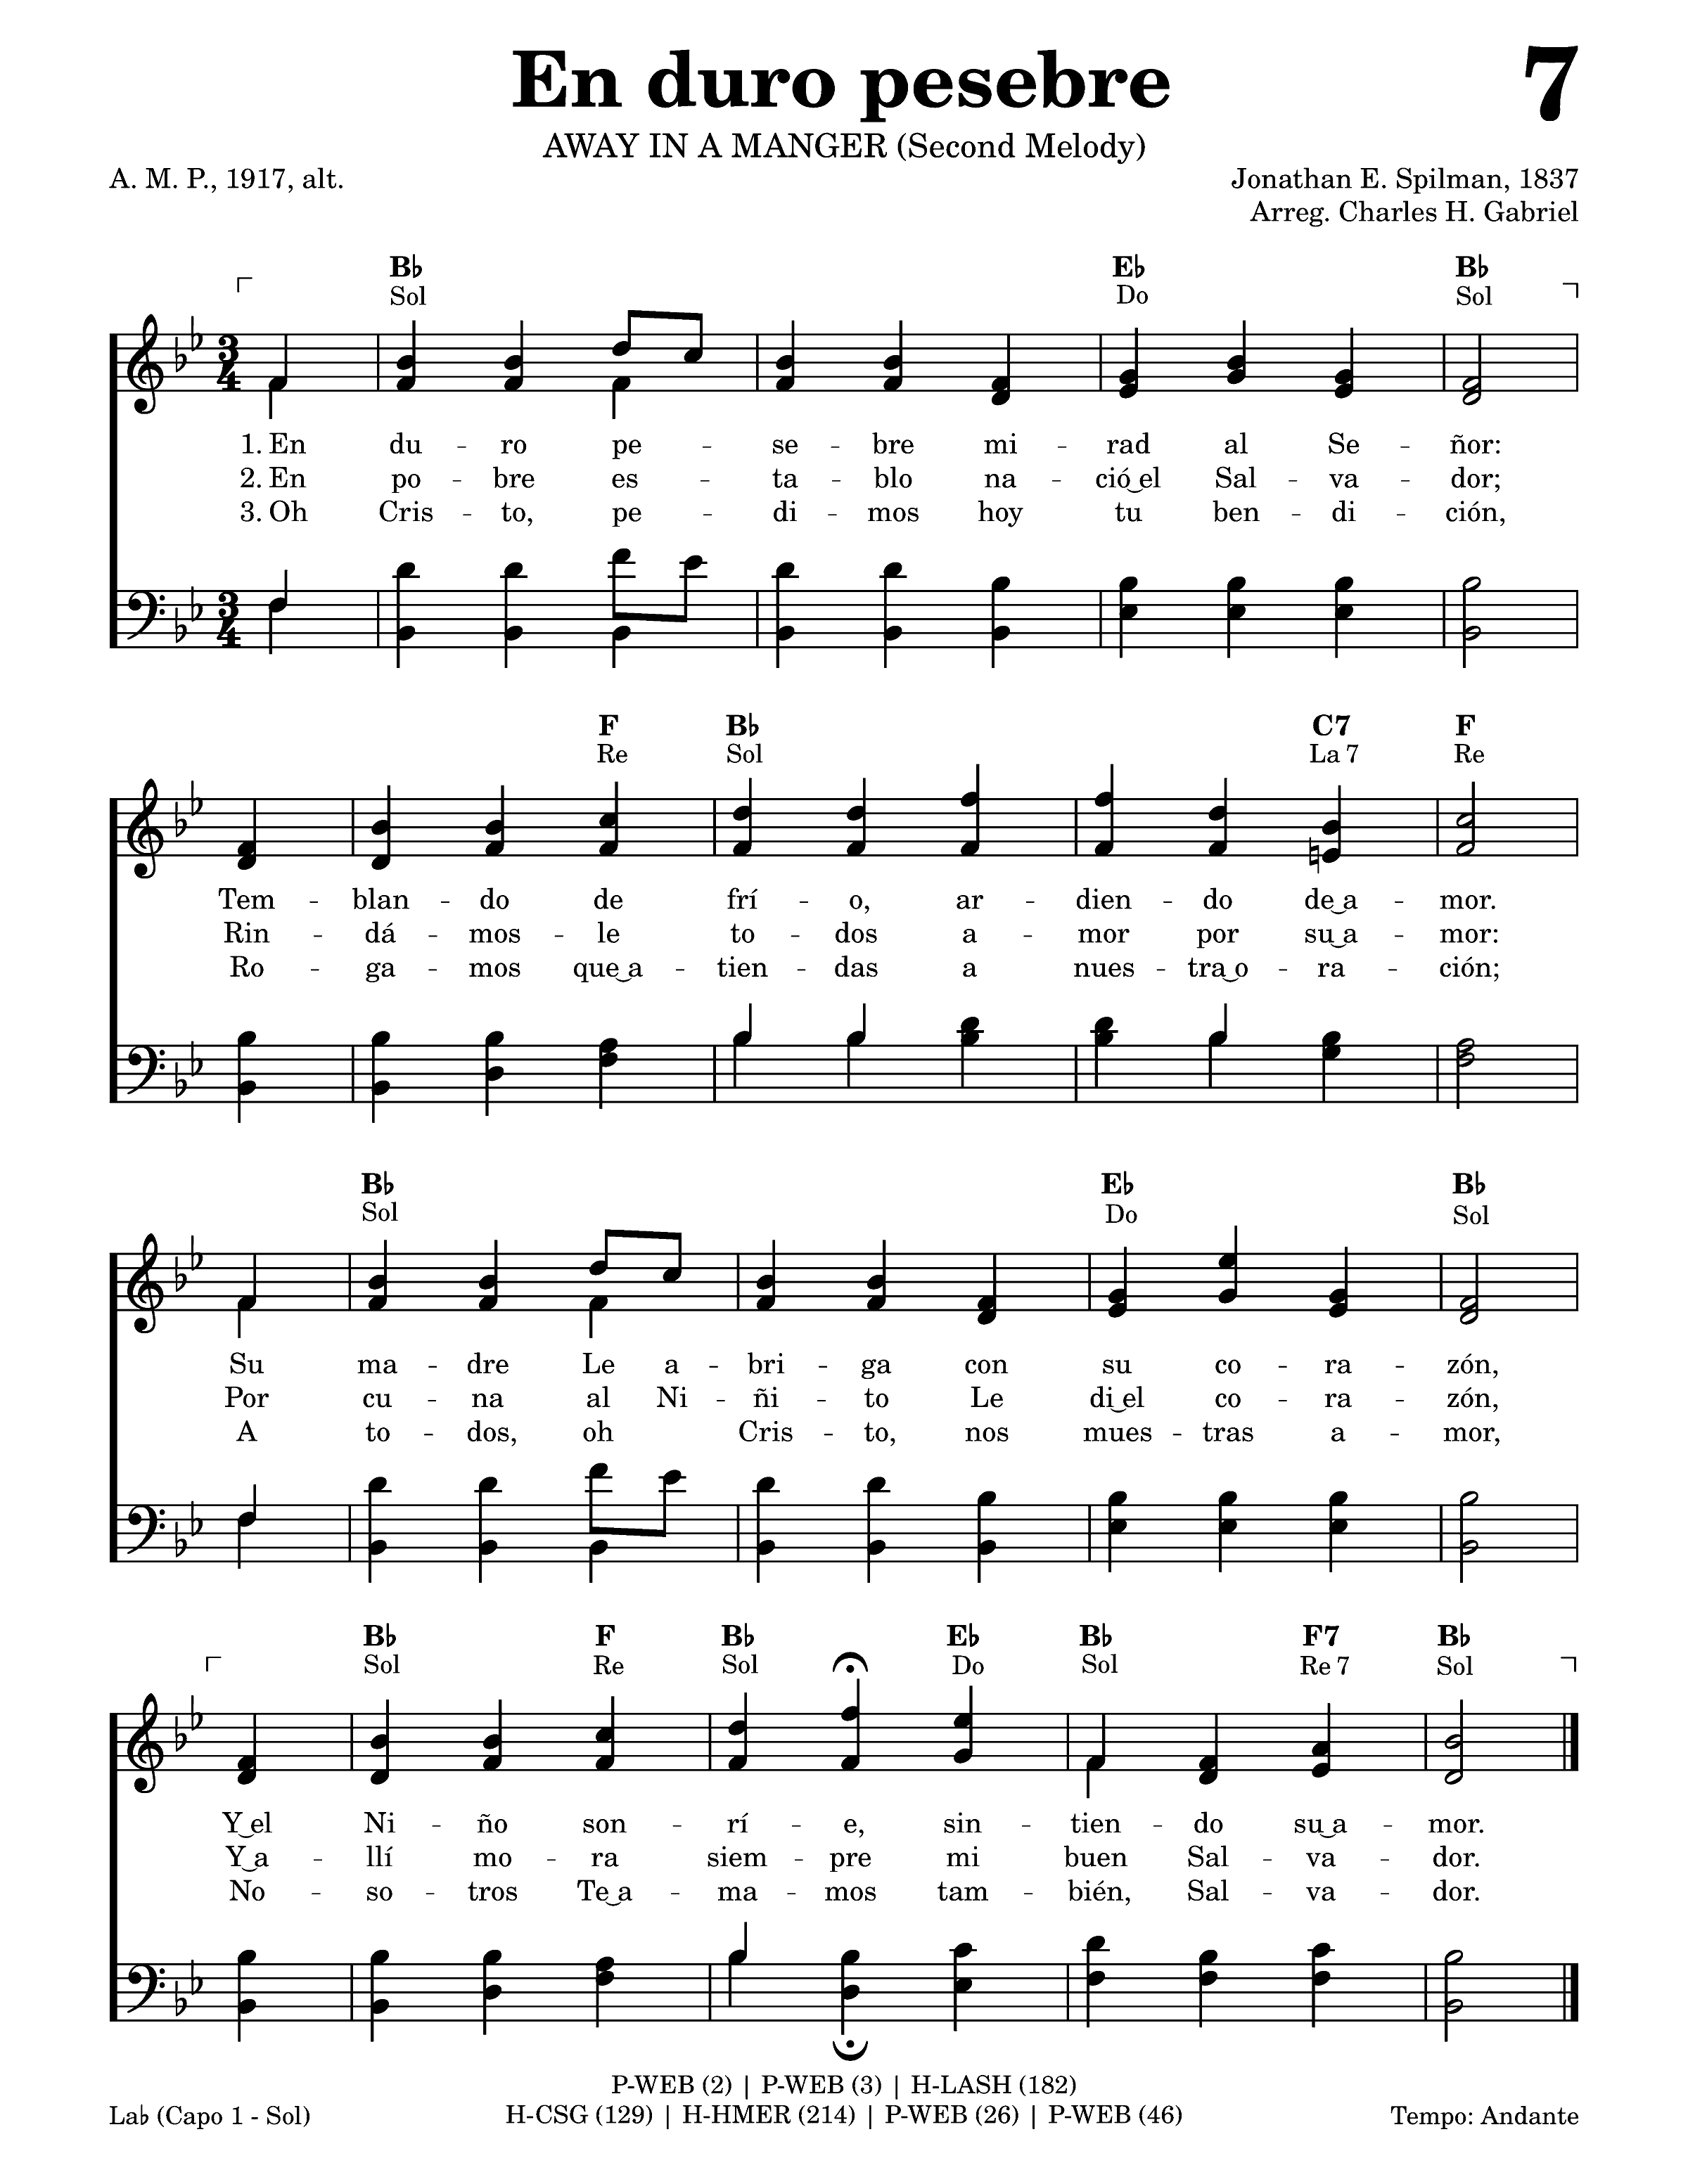 En duro pesebre
7
AWAY IN A MANGER (Second Melody)
A. M. P., 1917, alt.
Jonathan E. Spilman, 1837
Arreg. Charles H. Gabriel
B♭ E♭ B♭
Sol Do Sol
3 4
1. En du - ro pe - se - bre mi - rad al Se - ñor:
2. En po - bre es - ta - blo na - ció‿el Sal - va - dor;
3. Oh Cris - to, pe - di - mos hoy tu ben - di - ción,
3 4
F B♭ C7 F
Re Sol La 7 Re
Tem - blan - do de frí - o, ar - dien - do de‿a - mor.
Rin - dá - mos - le to - dos a - mor por su‿a - mor:
Ro - ga - mos que‿a - tien - das a nues - tra‿o - ra - ción;
B♭ E♭ B♭
Sol Do Sol
Su ma - dre Le a - bri - ga con su co - ra - zón,
Por cu - na al Ni - ñi - to Le di‿el co - ra - zón,
A to - dos, oh Cris - to, nos mues - tras a - mor,
B♭ F B♭ E♭ B♭ F7 B♭
Sol Re Sol Do Sol Re 7 Sol
Y‿el Ni - ño son - rí - e, sin - tien - do su‿a - mor.
Y‿a - llí mo - ra siem - pre mi buen Sal - va - dor.
No - so - tros Te‿a - ma - mos tam - bién, Sal - va - dor.
P-WEB (2) | P-WEB (3) | H-LASH (182)
La♭ (Capo 1 - Sol)
H-CSG (129) | H-HMER (214) | P-WEB (26) | P-WEB (46)
Tempo: Andante